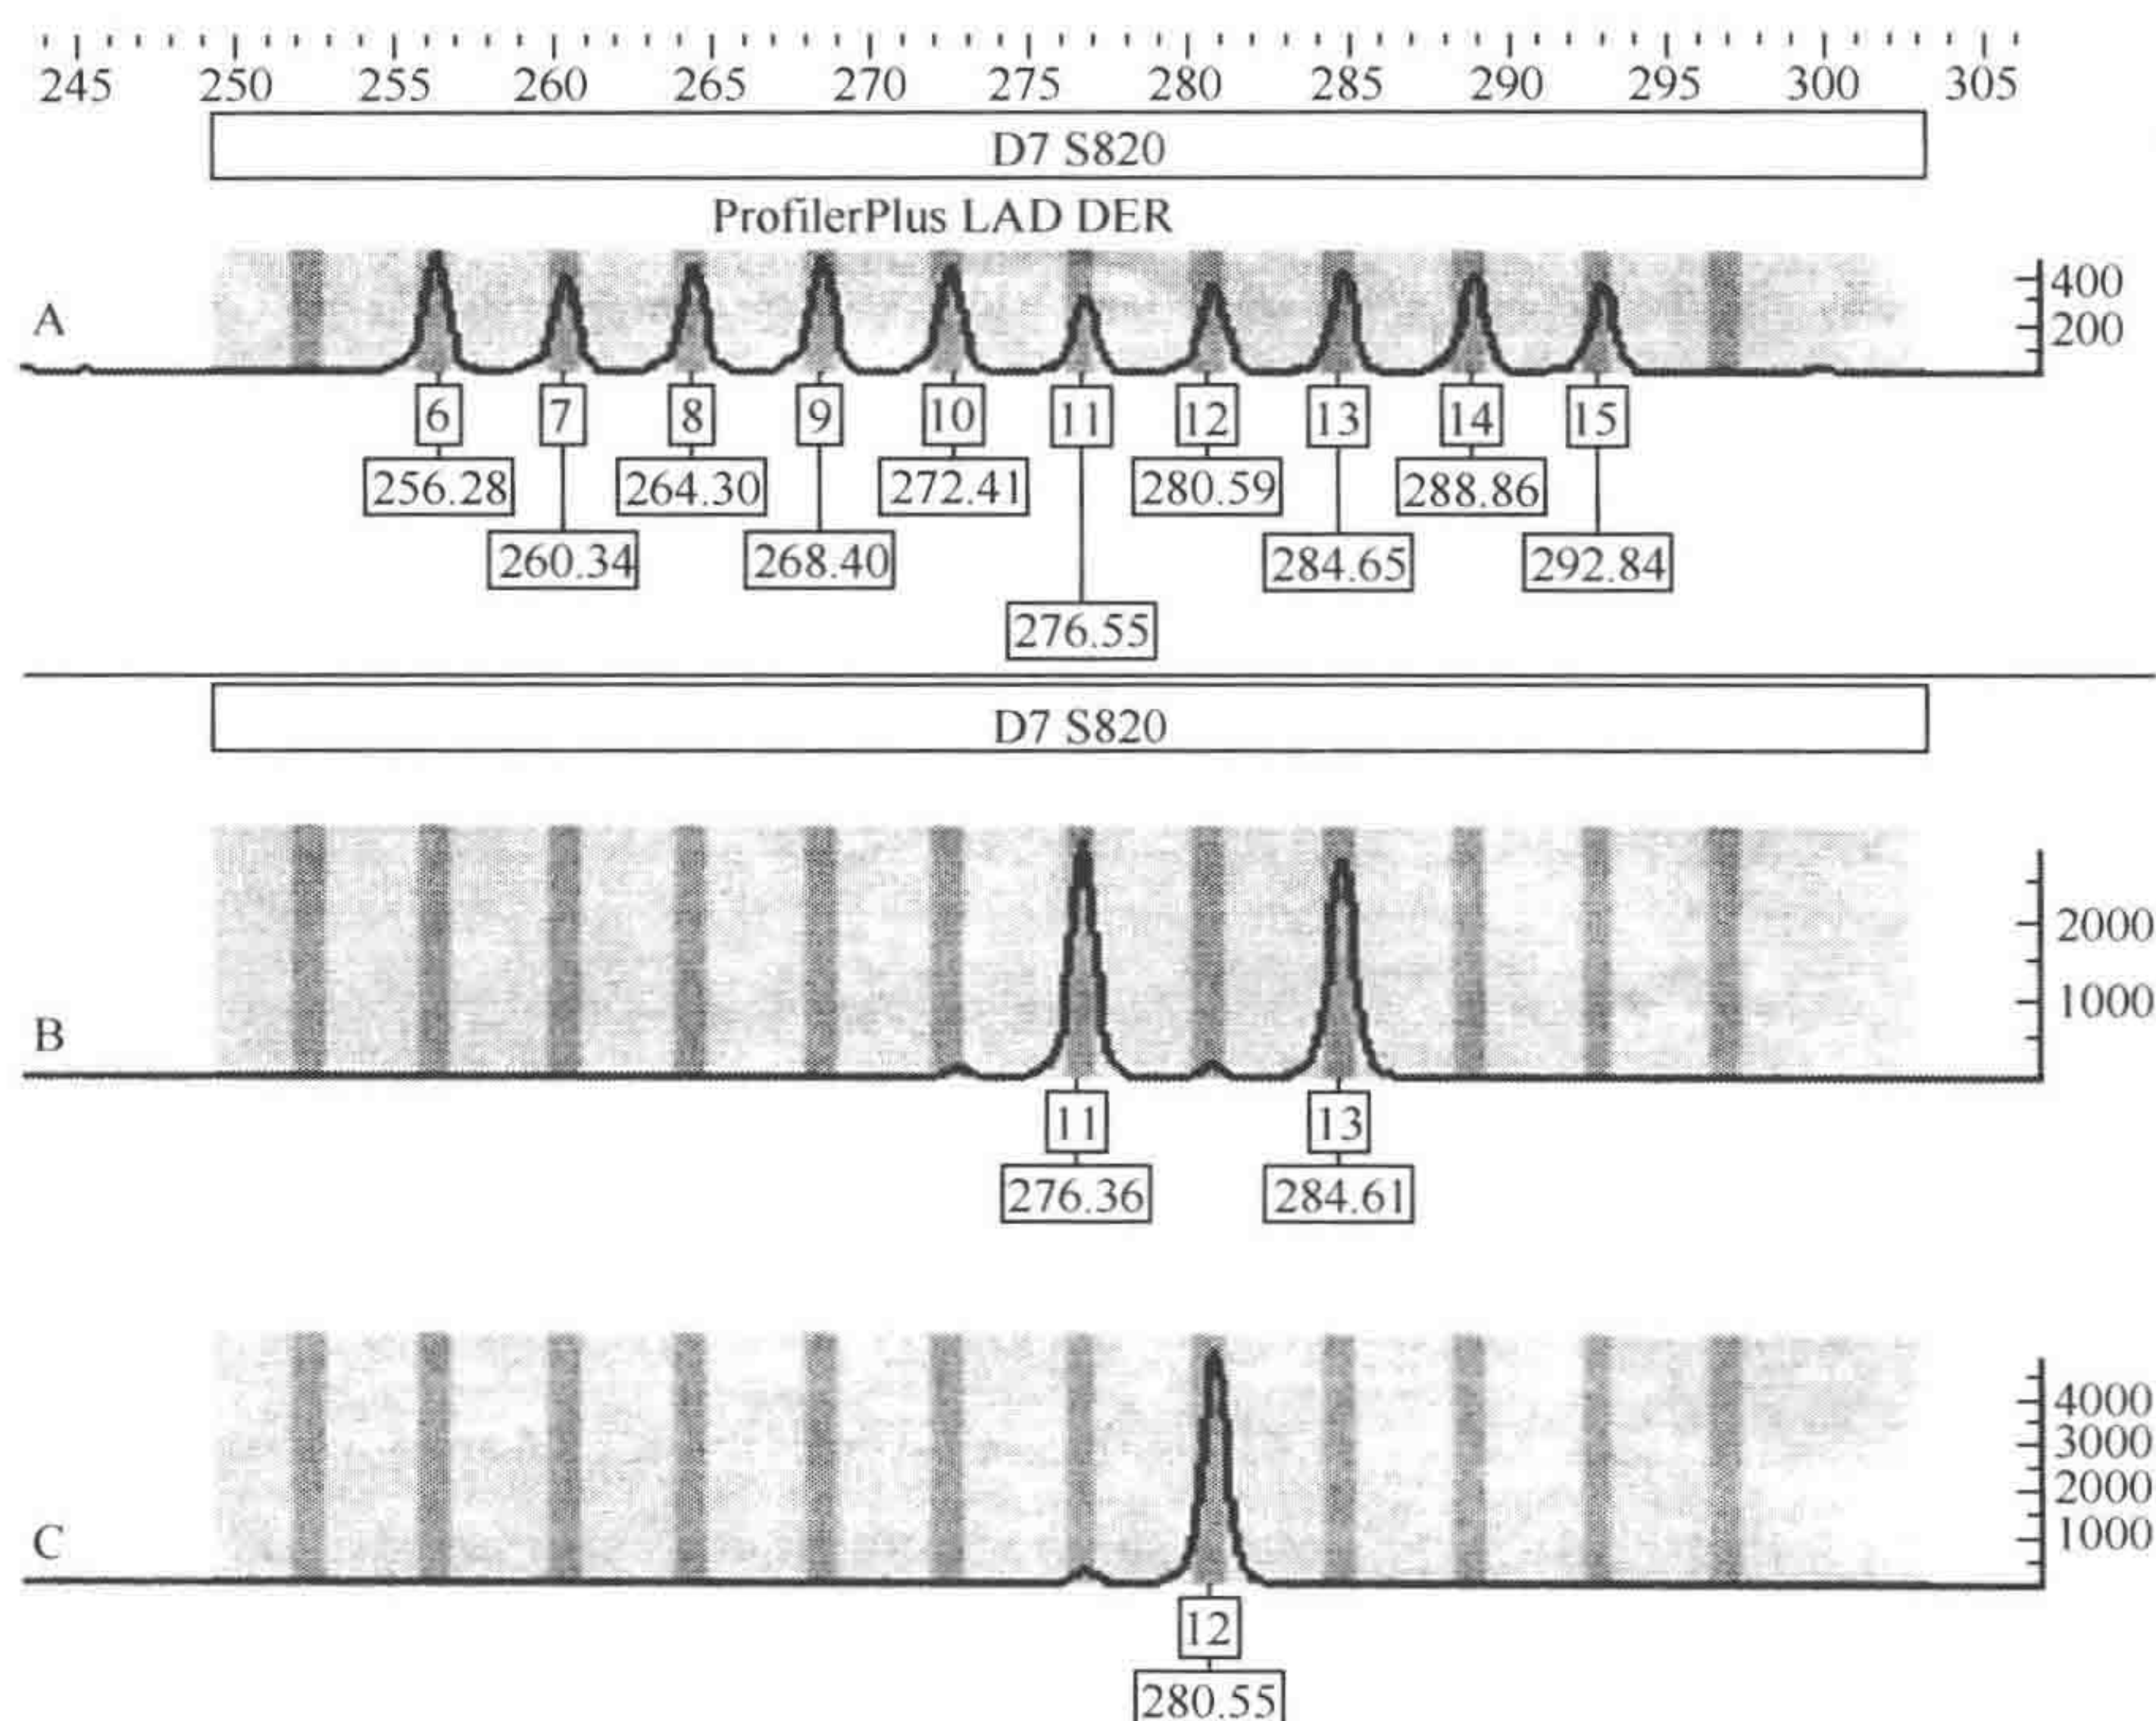 245 250 255 260 265 270 275 280 285 290 295 300 305
D7 S820
ProfilerPlus LAD DER
400
A
200
6 7 8 9 10 11 12 13 14 15
256.28 264.30 272.41 280.59 288.86
260.34 268.40 284.65 292.84
276.55
D7 S820
2000
1000
B
11 13
276.36 284.61
4000
3000
2000
1000
C
12
280.55